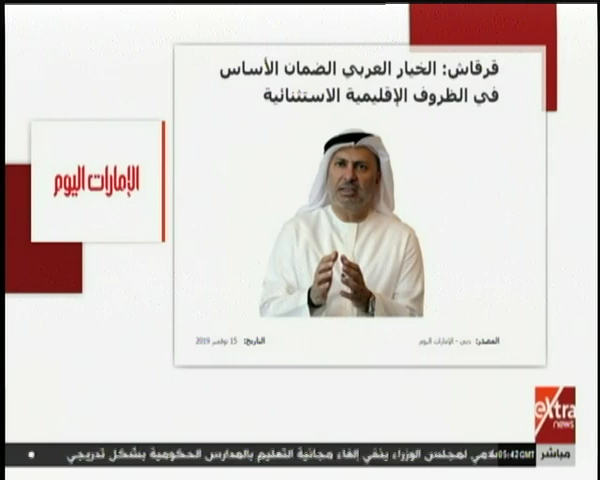 قرقاش: الخيار العربي الضمان الأساس
في الظروف الإقليمية الاستثنائية
الإمارات اليوم
المصدر: دبي - الإمارات اليوم
التاريخ: 15 نوفمبر 2019
eXtra
news
مباشر
05:42 GMT
لامي لمجلس الوزراء ينفي إلغاء مجانية التعليم بالمدارس الحكومية بشكل تدريجي